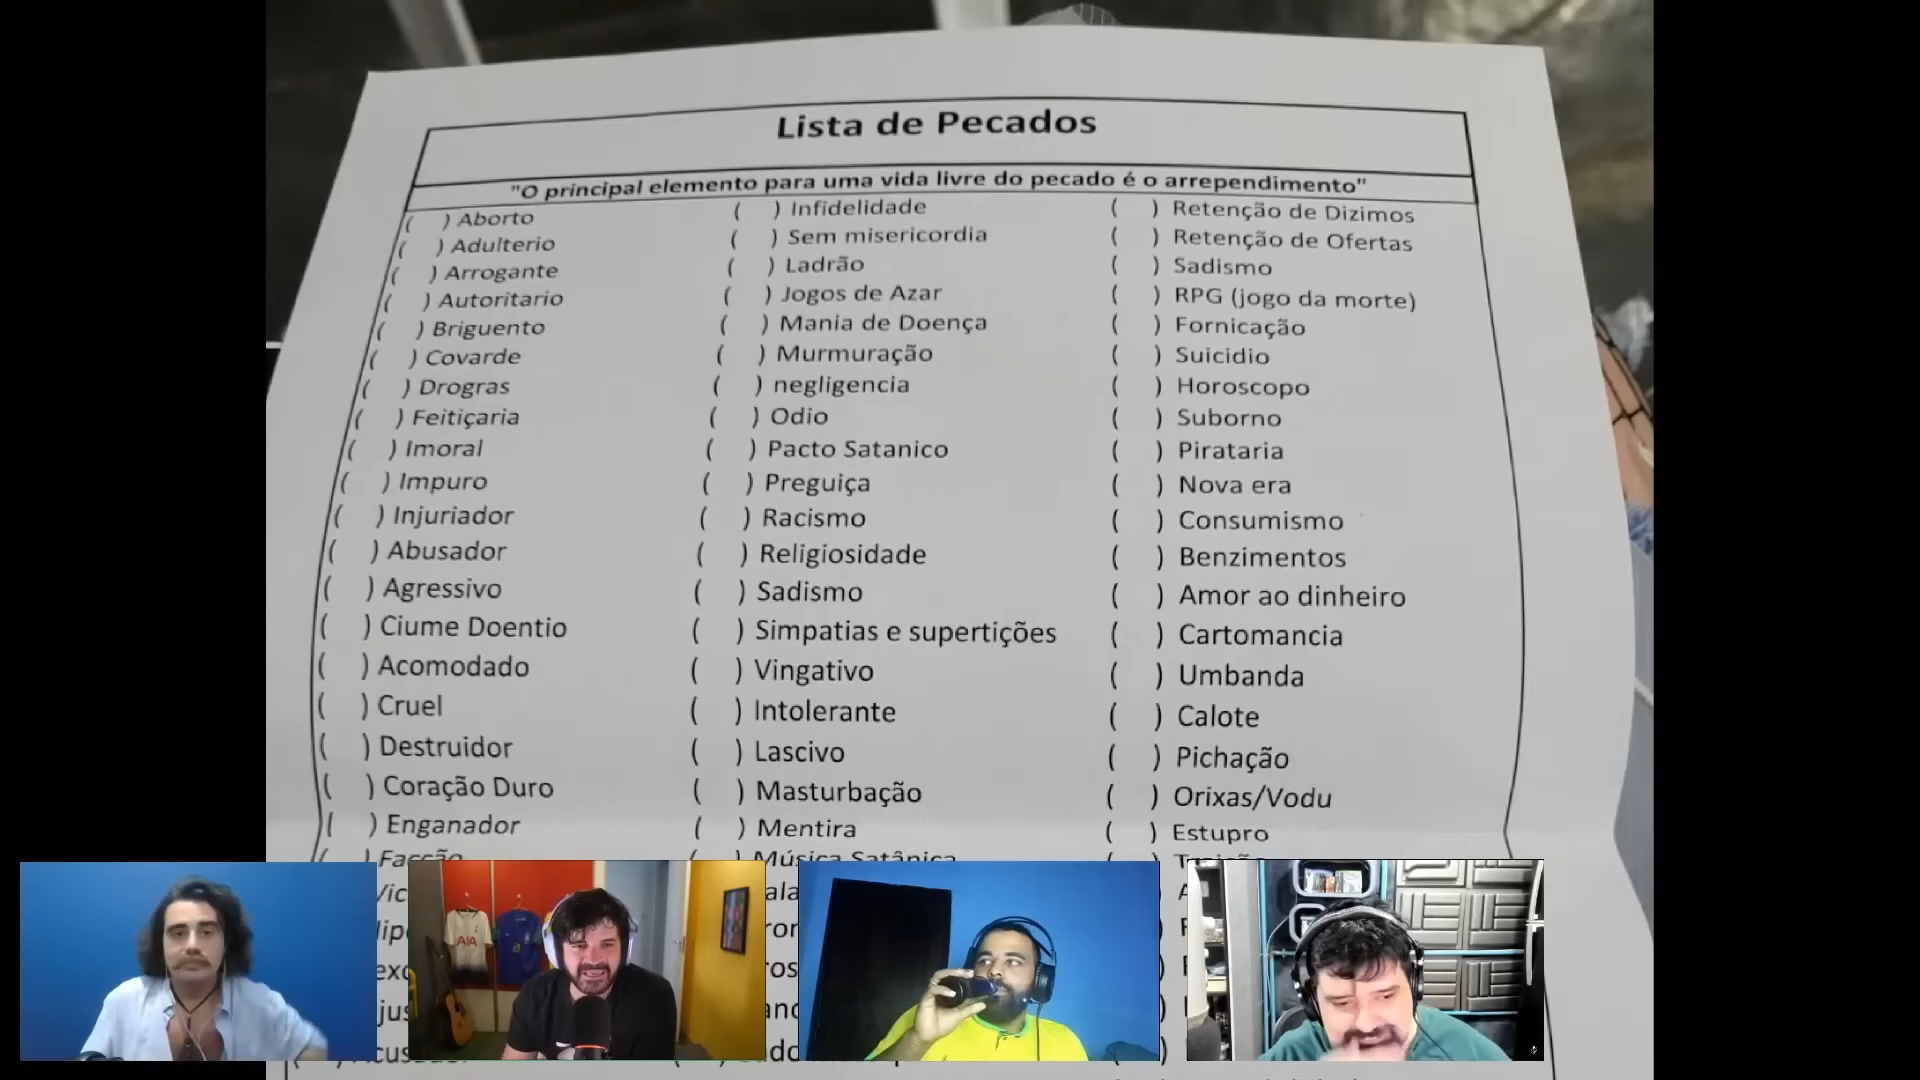 Lista de Pecados
"O principal elemento para uma vida livre do pecado é o arrependimento"
( ) Aborto
( ) Adulterio
( ) Arrogante
( ) Autoritario
( ) Briguento
( ) Covarde
( ) Drogras
( ) Feitiçaria
( ) Imoral
( ) Impuro
( ) Injuriador
( ) Abusador
( ) Agressivo
( ) Ciume Doentio
( ) Acomodado
( ) Cruel
( ) Destruidor
( ) Coração Duro
( ) Enganador
( ) Facção
( ) Infidelidade
( ) Sem misericordia
( ) Ladrão
( ) Jogos de Azar
( ) Mania de Doença
( ) Murmuração
( ) negligencia
( ) Odio
( ) Pacto Satanico
( ) Preguiça
( ) Racismo
( ) Religiosidade
( ) Sadismo
( ) Simpatias e supertições
( ) Vingativo
( ) Intolerante
( ) Lascivo
( ) Masturbação
( ) Mentira
( ) Música Satânica
( ) Retenção de Dizimos
( ) Retenção de Ofertas
( ) Sadismo
( ) RPG (jogo da morte)
( ) Fornicação
( ) Suicidio
( ) Horoscopo
( ) Suborno
( ) Pirataria
( ) Nova era
( ) Consumismo
( ) Benzimentos
( ) Amor ao dinheiro
( ) Cartomancia
( ) Umbanda
( ) Calote
( ) Pichação
( ) Orixas/Vodu
( ) Estupro
AIA